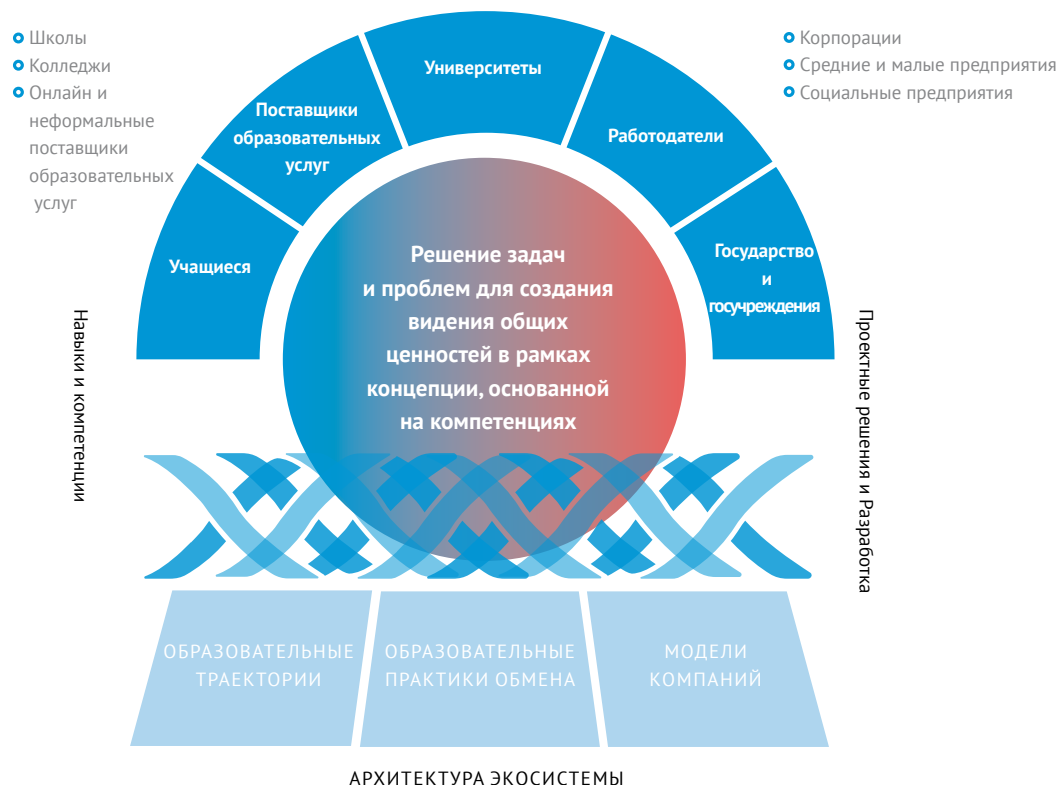 Школы
Колледжи
Онлайн и
неформальные
поставщики
образовательных
услуг
Корпорации
Средние и малые предприятия
Социальные предприятия
Учащиеся
Поставщики
образовательных
услуг
Университеты
Работодатели
Государство
и
госучреждения
Решение задач
и проблем для создания
видения общих
ценностей в рамках
концепции, основанной
на компетенциях
Навыки и компетенции
Проектные решения и Разработка
ОБРАЗОВАТЕЛЬНЫЕ
ТРАЕКТОРИИ
ОБРАЗОВАТЕЛЬНЫЕ
ПРАКТИКИ ОБМЕНА
МОДЕЛИ
КОМПАНИЙ
АРХИТЕКТУРА ЭКОСИСТЕМЫ